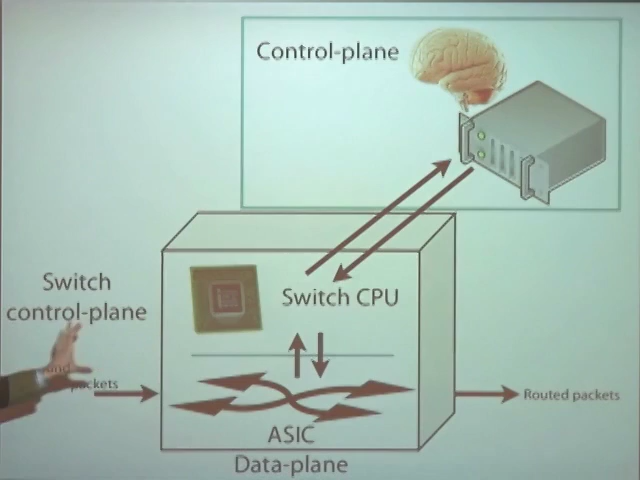 Control-plane
Switch
control-plane
Switch CPU
packets
Routed packets
ASIC
Data-plane